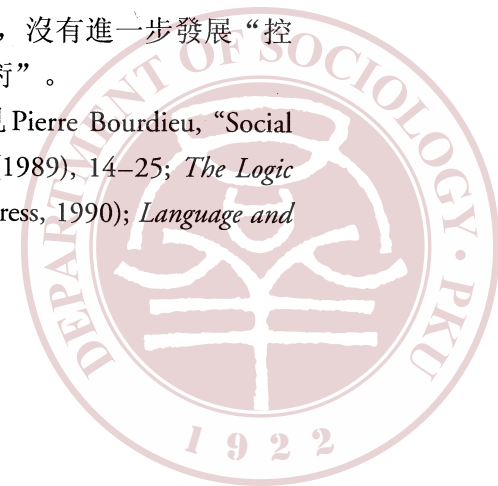 ，沒有進一步發展“控
術”。
見 Pierre Bourdieu, “Social
1989), 14–25; The Logic
ress, 1990); Language and
DEPARTMENT OF SOCIOLOGY · PKU
1922